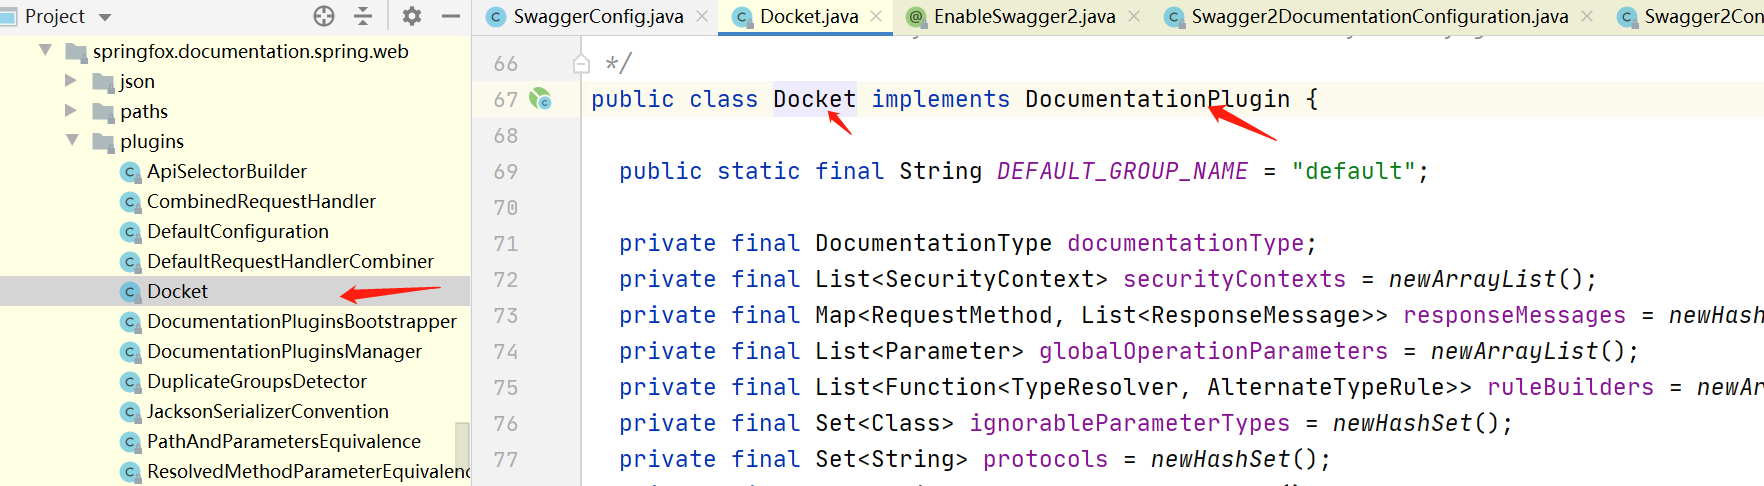 Project
springfox.documentation.spring.web
json
paths
plugins
ApiSelectorBuilder
CombinedRequestHandler
DefaultConfiguration
DefaultRequestHandlerCombiner
Docket
DocumentationPluginsBootstrapper
DocumentationPluginsManager
DuplicateGroupsDetector
JacksonSerializerConvention
PathAndParametersEquivalence
ResolvedMethodParameterEquivalenc
SwaggerConfig.java Docket.java EnableSwagger2.java Swagger2DocumentationConfiguration.java Swagger2Con
66 */
67 public class Docket implements DocumentationPlugin {
68
69 public static final String DEFAULT_GROUP_NAME = "default";
70
71 private final DocumentationType documentationType;
72 private final List<SecurityContext> securityContexts = newArrayList();
73 private final Map<RequestMethod, List<ResponseMessage>> responseMessages = newHash
74 private final List<Parameter> globalOperationParameters = newArrayList();
75 private final List<Function<TypeResolver, AlternateTypeRule>> ruleBuilders = newAr
76 private final Set<Class> ignorableParameterTypes = newHashSet();
77 private final Set<String> protocols = newHashSet();